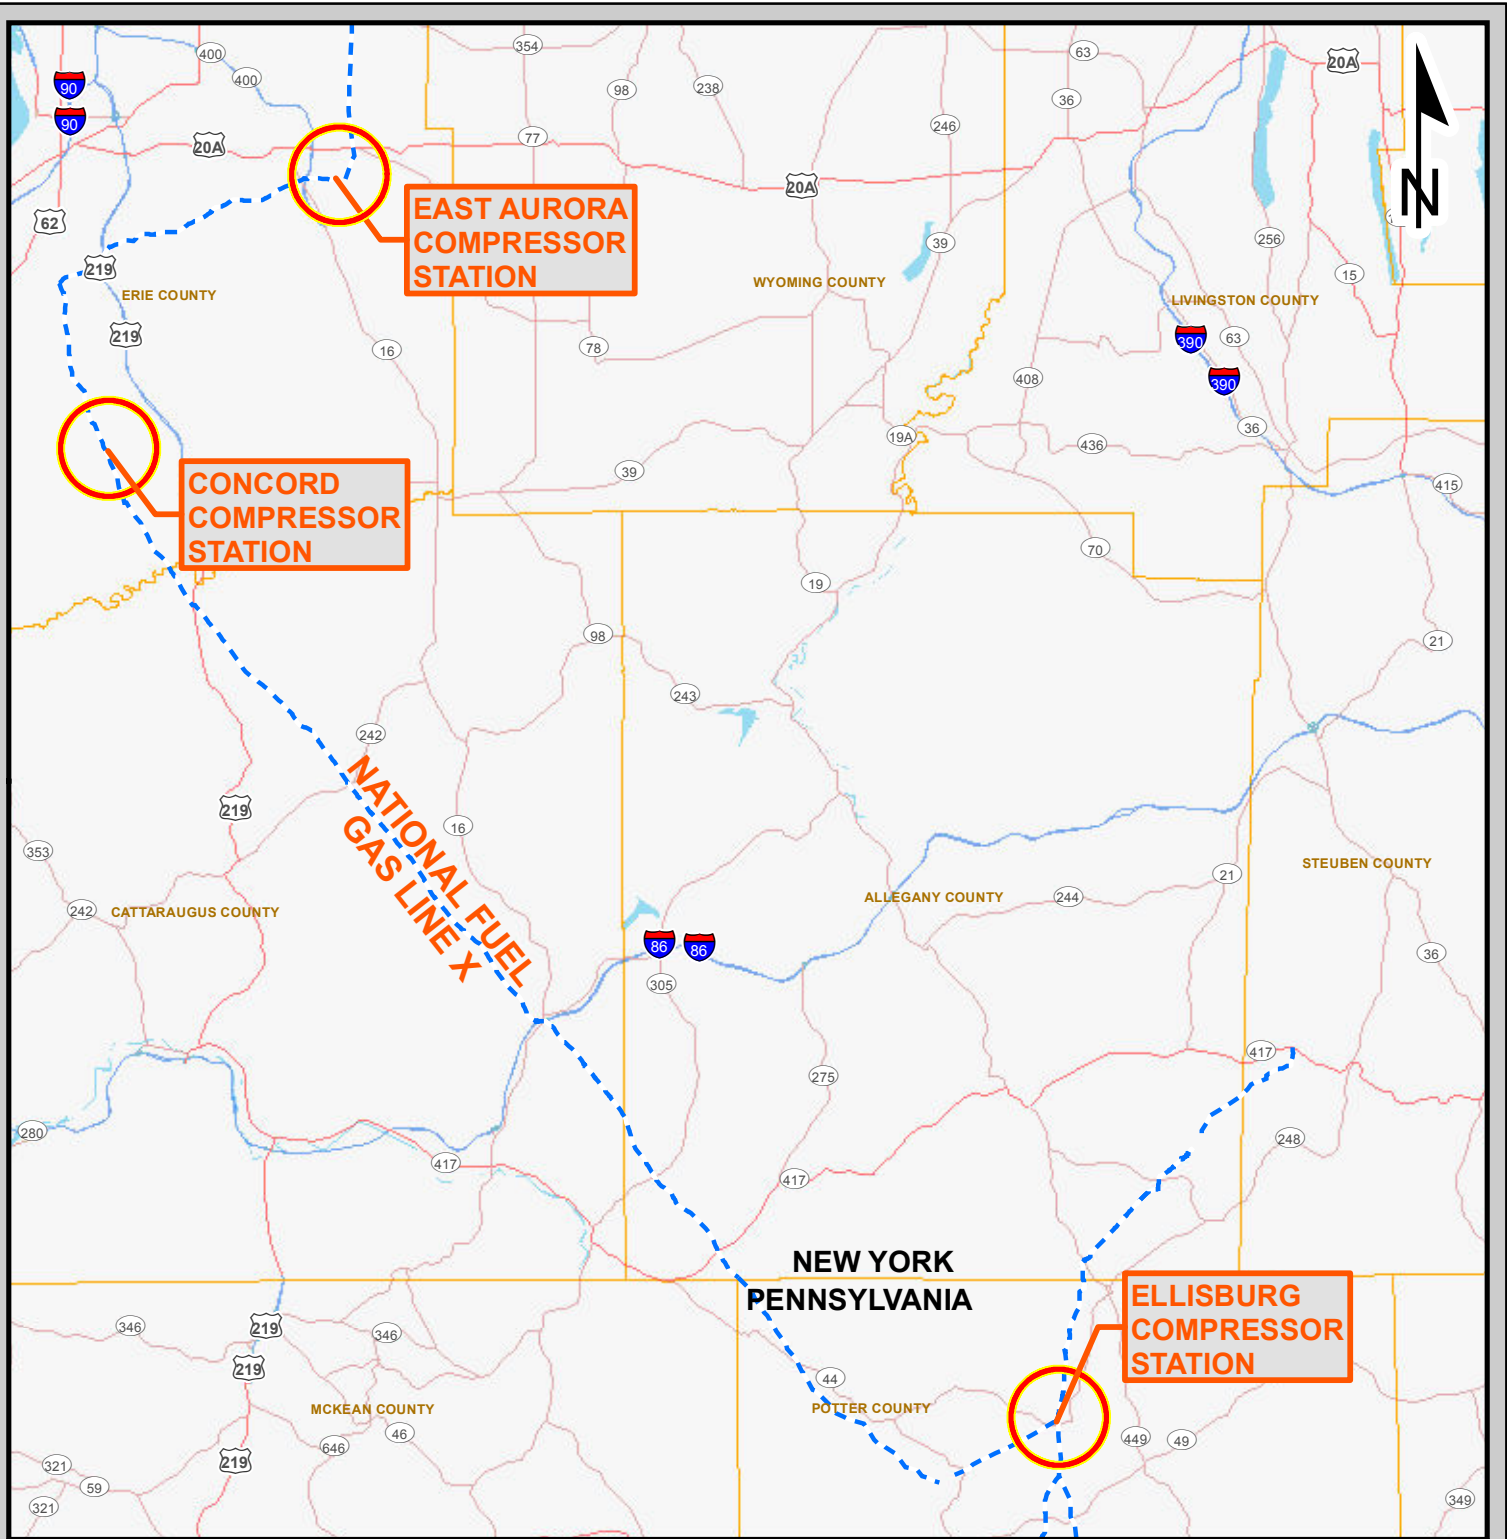 400
354
63
20A
90
400
98
238
36
90
77
246
20A
20A
N
EAST AURORA
COMPRESSOR
STATION
62
39
256
219
ERIE COUNTY
WYOMING COUNTY
15
LIVINGSTON COUNTY
219
16
78
390
63
408
390
36
19A
436
39
415
CONCORD
COMPRESSOR
STATION
70
19
98
21
243
242
219
NATIONAL FUEL
GAS LINE X
16
353
STEUBEN COUNTY
21
ALLEGANY COUNTY
244
242
CATTARAUGUS COUNTY
86
86
36
305
417
275
280
248
417
417
NEW YORK
PENNSYLVANIA
ELLISBURG
COMPRESSOR
STATION
346
219
346
219
44
MCKEAN COUNTY
POTTER COUNTY
46
646
449
49
219
321
59
321
349